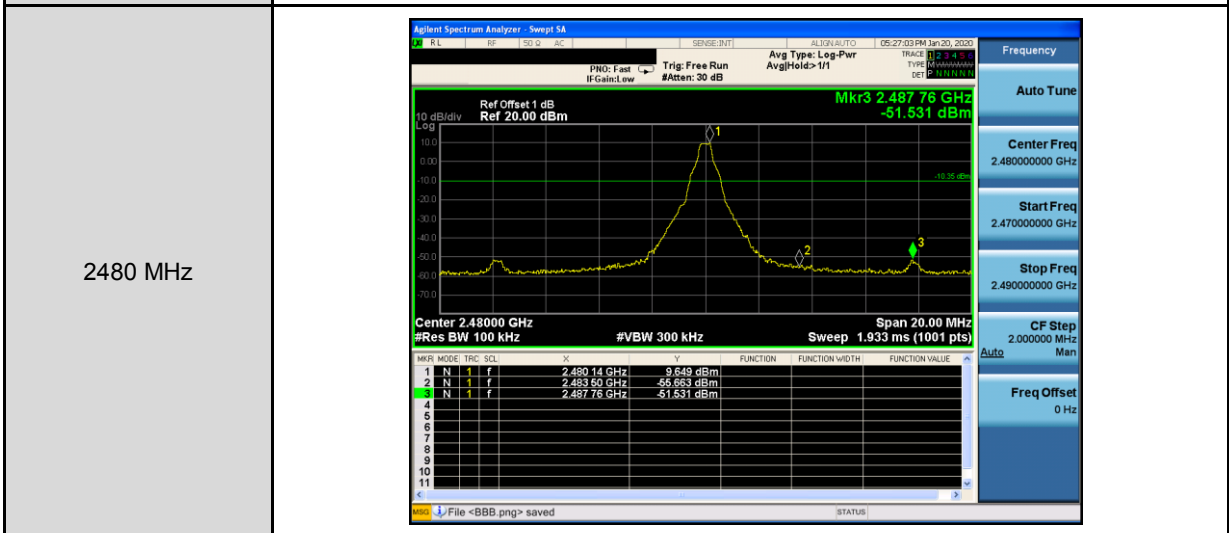 2480 MHz
Agilent Spectrum Analyzer - Swept SA
RL RF 50 Ω AC SENSE:INT ALIGNAUTO 05:27:03 PM Jan 20, 2020
PNO: Fast Trig: Free Run Avg Type: Log-Pwr TRACE 1 2 3 4 5 6
IFGain:Low #Atten: 30 dB Avg|Hold:>1/1 TYPE M
DET P N N N N N
Frequency
Auto Tune
Center Freq
2.480000000 GHz
Start Freq
2.470000000 GHz
Stop Freq
2.490000000 GHz
CF Step
2.000000 MHz
Auto Man
Freq Offset
0 Hz
Mkr3 2.487 76 GHz
-51.531 dBm
Ref Offset 1 dB
10 dB/div Ref 20.00 dBm
Log
10.0
0.00
-10.0
-20.0
-30.0
-40.0
-50.0
-60.0
-70.0
1
-10.35 dBm
2
3
Center 2.48000 GHz Span 20.00 MHz
#Res BW 100 kHz #VBW 300 kHz Sweep 1.933 ms (1001 pts)
MKR MODE TRC SCL X Y FUNCTION FUNCTION WIDTH FUNCTION VALUE
1 N 1 f 2.480 14 GHz 9.649 dBm
2 N 1 f 2.483 50 GHz -55.663 dBm
3 N 1 f 2.487 76 GHz -51.531 dBm
4
5
6
7
8
9
10
11
MSG File <BBB.png> saved STATUS